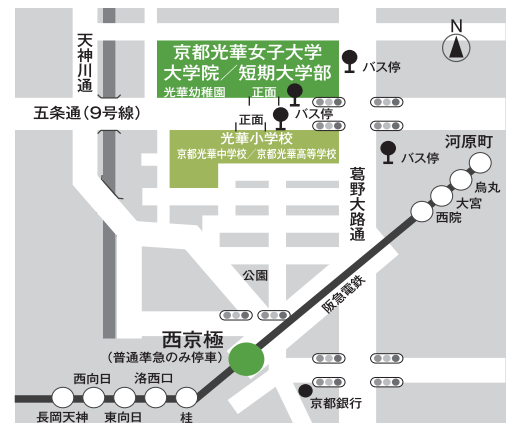 N
天神川通
京都光華女子大学
大学院／短期大学部
光華幼稚園
正面
バス停
五条通（9号線）
正面
バス停
光華小学校
京都光華中学校／京都光華高等学校
バス停
河原町
烏丸
大宮
西院
葛野大路通
公園
阪急電鉄
西京極
（普通準急のみ停車）
西向日
洛西口
長岡天神
東向日
桂
京都銀行